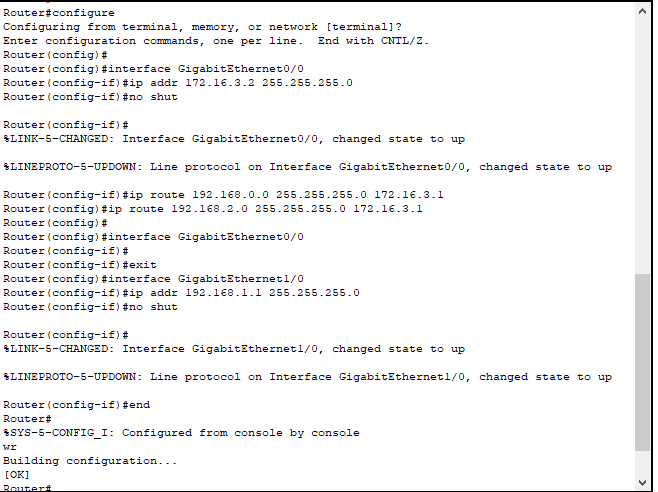 Router#configure
Configuring from terminal, memory, or network [terminal]?
Enter configuration commands, one per line.  End with CNTL/Z.
Router(config)#
Router(config)#interface GigabitEthernet0/0
Router(config-if)#ip addr 172.16.3.2 255.255.255.0
Router(config-if)#no shut
Router(config-if)#
%LINK-5-CHANGED: Interface GigabitEthernet0/0, changed state to up
%LINEPROTO-5-UPDOWN: Line protocol on Interface GigabitEthernet0/0, changed state to up
Router(config-if)#ip route 192.168.0.0 255.255.255.0 172.16.3.1
Router(config)#ip route 192.168.2.0 255.255.255.0 172.16.3.1
Router(config)#
Router(config)#interface GigabitEthernet0/0
Router(config-if)#
Router(config-if)#exit
Router(config)#interface GigabitEthernet1/0
Router(config-if)#ip addr 192.168.1.1 255.255.255.0
Router(config-if)#no shut
Router(config-if)#
%LINK-5-CHANGED: Interface GigabitEthernet1/0, changed state to up
%LINEPROTO-5-UPDOWN: Line protocol on Interface GigabitEthernet1/0, changed state to up
Router(config-if)#end
Router#
%SYS-5-CONFIG_I: Configured from console by console
wr
Building configuration...
[OK]
Router#